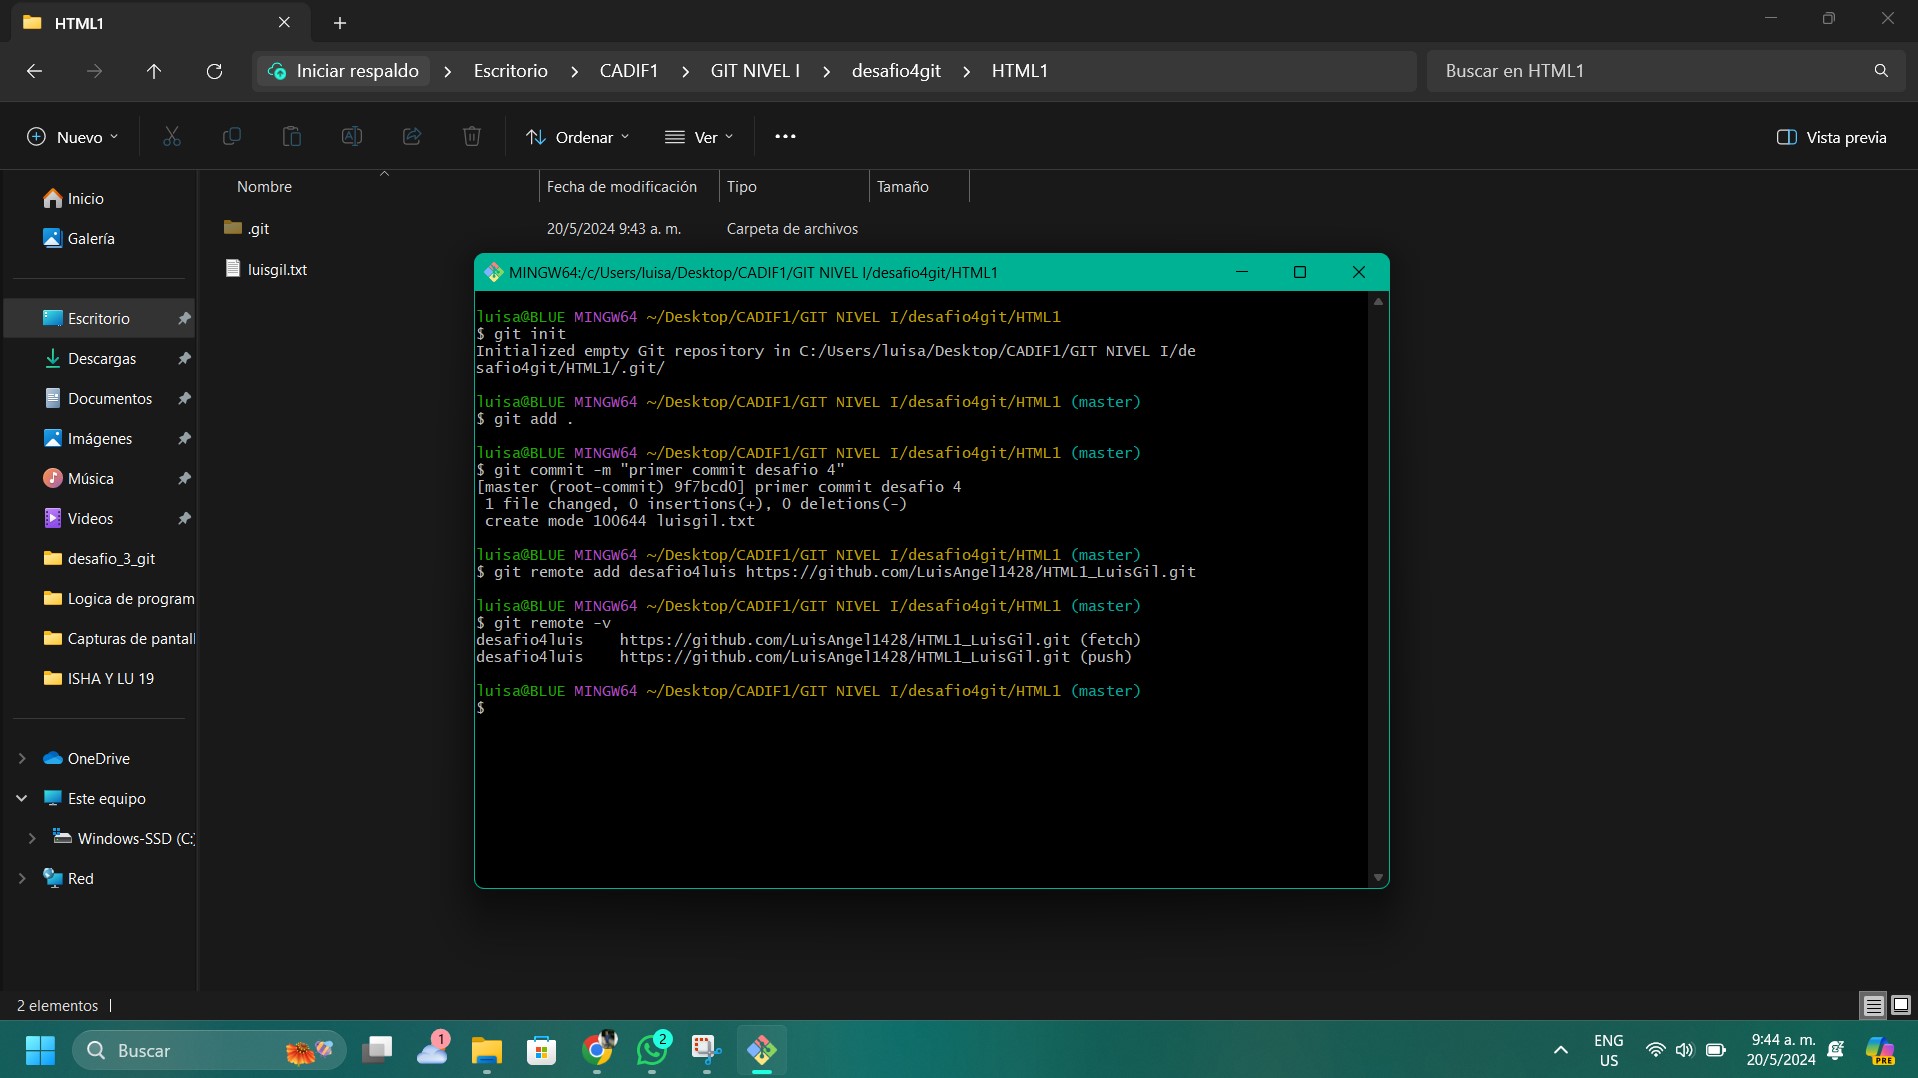 HTML1
Iniciar respaldo > Escritorio > CADIF1 > GIT NIVEL I > desafio4git > HTML1
Buscar en HTML1
Nuevo
Ordenar
Ver
Vista previa
Nombre
Fecha de modificación
Tipo
Tamaño
.git
20/5/2024 9:43 a. m.
Carpeta de archivos
luisgil.txt
Inicio
Galería
Escritorio
Descargas
Documentos
Imágenes
Música
Videos
desafio_3_git
Logica de program
Capturas de pantall
ISHA Y LU 19
OneDrive
Este equipo
Windows-SSD (C:)
Red
MINGW64:/c/Users/luisa/Desktop/CADIF1/GIT NIVEL I/desafio4git/HTML1
luisa@BLUE MINGW64 ~/Desktop/CADIF1/GIT NIVEL I/desafio4git/HTML1
$ git init
Initialized empty Git repository in C:/Users/luisa/Desktop/CADIF1/GIT NIVEL I/de
safio4git/HTML1/.git/
luisa@BLUE MINGW64 ~/Desktop/CADIF1/GIT NIVEL I/desafio4git/HTML1 (master)
$ git add .
luisa@BLUE MINGW64 ~/Desktop/CADIF1/GIT NIVEL I/desafio4git/HTML1 (master)
$ git commit -m "primer commit desafio 4"
[master (root-commit) 9f7bcd0] primer commit desafio 4
1 file changed, 0 insertions(+), 0 deletions(-)
create mode 100644 luisgil.txt
luisa@BLUE MINGW64 ~/Desktop/CADIF1/GIT NIVEL I/desafio4git/HTML1 (master)
$ git remote add desafio4luis https://github.com/LuisAngel1428/HTML1_LuisGil.git
luisa@BLUE MINGW64 ~/Desktop/CADIF1/GIT NIVEL I/desafio4git/HTML1 (master)
$ git remote -v
desafio4luis    https://github.com/LuisAngel1428/HTML1_LuisGil.git (fetch)
desafio4luis    https://github.com/LuisAngel1428/HTML1_LuisGil.git (push)
luisa@BLUE MINGW64 ~/Desktop/CADIF1/GIT NIVEL I/desafio4git/HTML1 (master)
$
2 elementos
Buscar
1
2
ENG
US
9:44 a. m.
20/5/2024
PRE